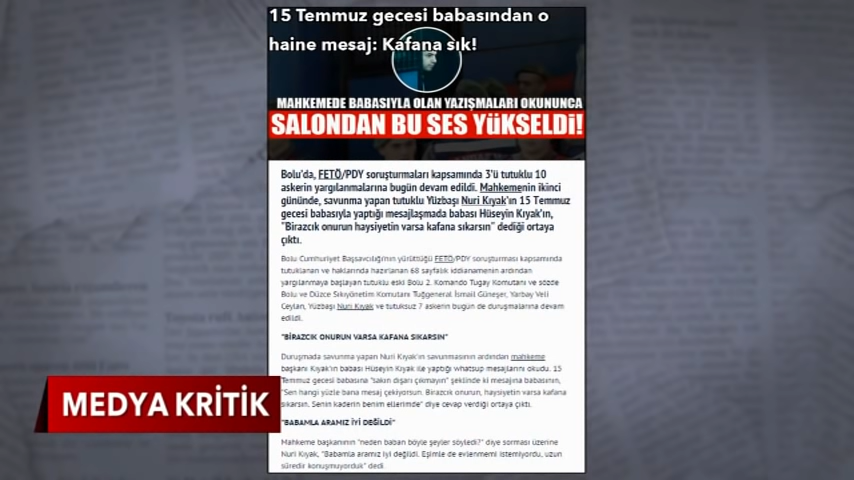 15 Temmuz gecesi babasından o
haine mesaj: Kafana sık!
MAHKEMEDE BABASIYLA OLAN YAZIŞMALARI OKUNUNCA
SALONDAN BU SES YÜKSELDİ!
Bolu'da, FETÖ/PDY soruşturmaları kapsamında 3'ü tutuklu 10
askerin yargılanmalarına bugün devam edildi. Mahkemenin ikinci
gününde, savunma yapan tutuklu Yüzbaşı Nuri Kıyak'ın 15 Temmuz
gecesi babasıyla yaptığı mesajlaşmada babası Hüseyin Kıyak'ın,
"Birazcık onurun haysiyetin varsa kafana sıkarsın" dediği ortaya
çıktı.
Bolu Cumhuriyet Başsavcılığı'nın yürüttüğü FETÖ/PDY soruşturması kapsamında
tutuklanan ve haklarında hazırlanan 68 sayfalık iddianamenin ardından
yargılanmaya başlayan tutuklu eski Bolu 2. Komando Tugay Komutanı ve sözde
Bolu ve Düzce Sıkıyönetim Komutanı Tuğgeneral İsmail Güneşer, Yarbay Veli
Ceylan, Yüzbaşı Nuri Kıyak ve tutuksuz 7 askerin bugün de duruşmalarına devam
edildi.
"BİRAZCIK ONURUN VARSA KAFANA SIKARSIN"
Duruşmada savunma yapan Nuri Kıyak'ın savunmasının ardından mahkeme
başkanı Kıyak'ın babası Hüseyin Kıyak ile yaptığı whatsup mesajlarını okudu. 15
Temmuz gecesi babasına "sakın dışarı çıkmayın" şeklinde ki mesajına babasının,
"Sen hangi yüzle bana mesaj çekiyorsun. Birazcık onurun, haysiyetin varsa kafana
sıkarsın. Senin kaderin benim ellerimde" diye cevap verdiği ortaya çıktı.
"BABAMLA ARAMIZ İYİ DEĞİLDİ"
Mahkeme başkanının "neden baban böyle şeyler söyledi?" diye sorması üzerine
Nuri Kıyak, "Babamla aramız iyi değildi. Eşimle de evlenmemi istemiyordu, uzun
süredir konuşmuyorduk" dedi
MEDYA KRİTİK